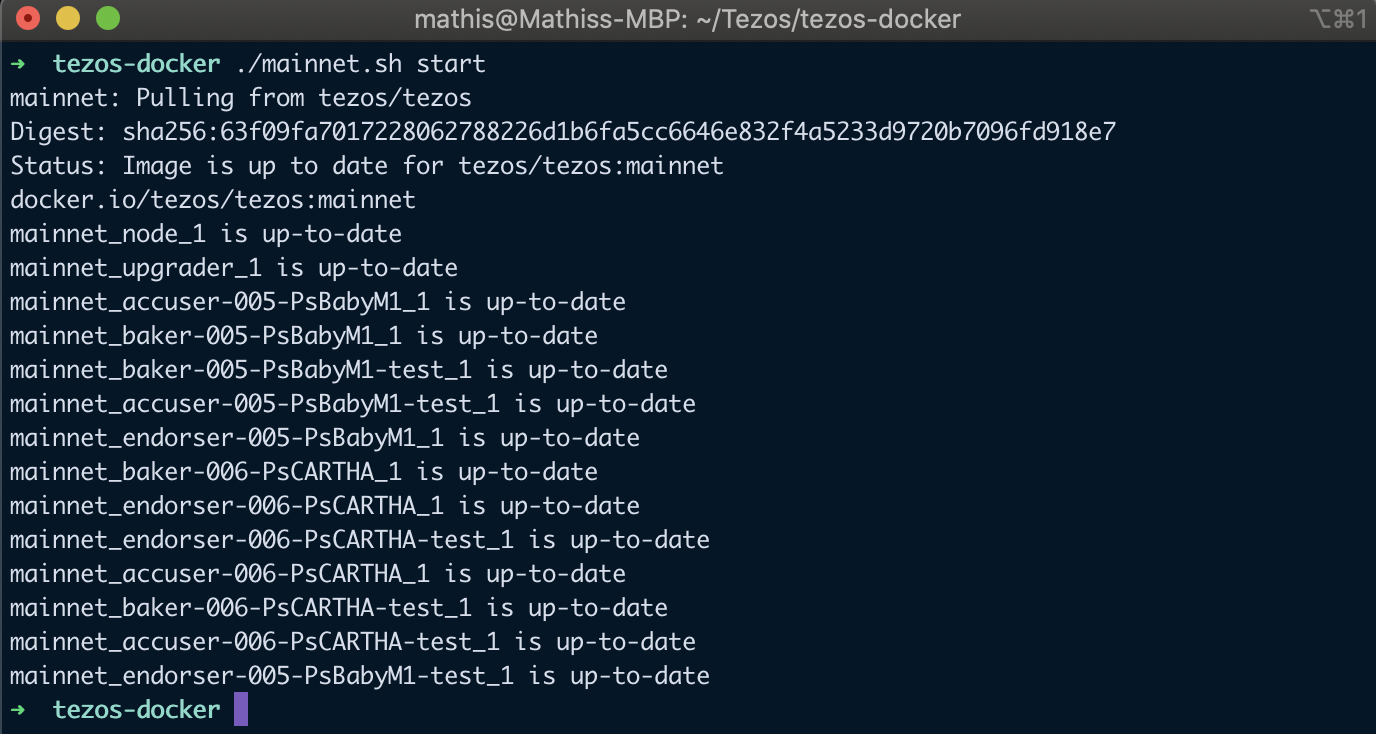 mathis@Mathiss-MBP: ~/Tezos/tezos-docker ⌥⌘1
➜ tezos-docker ./mainnet.sh start
mainnet: Pulling from tezos/tezos
Digest: sha256:63f09fa7017228062788226d1b6fa5cc6646e832f4a5233d9720b7096fd918e7
Status: Image is up to date for tezos/tezos:mainnet
docker.io/tezos/tezos:mainnet
mainnet_node_1 is up-to-date
mainnet_upgrader_1 is up-to-date
mainnet_accuser-005-PsBabyM1_1 is up-to-date
mainnet_baker-005-PsBabyM1_1 is up-to-date
mainnet_baker-005-PsBabyM1-test_1 is up-to-date
mainnet_accuser-005-PsBabyM1-test_1 is up-to-date
mainnet_endorser-005-PsBabyM1_1 is up-to-date
mainnet_baker-006-PsCARTHA_1 is up-to-date
mainnet_endorser-006-PsCARTHA_1 is up-to-date
mainnet_endorser-006-PsCARTHA-test_1 is up-to-date
mainnet_accuser-006-PsCARTHA_1 is up-to-date
mainnet_baker-006-PsCARTHA-test_1 is up-to-date
mainnet_accuser-006-PsCARTHA-test_1 is up-to-date
mainnet_endorser-005-PsBabyM1-test_1 is up-to-date
➜ tezos-docker